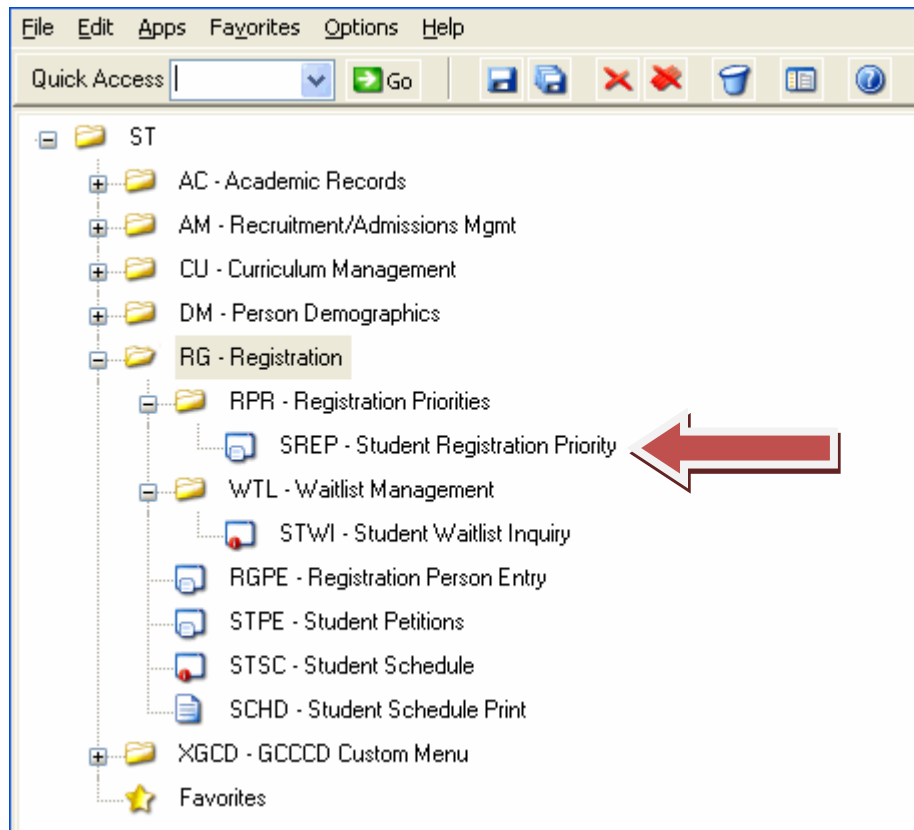 File Edit Apps Favorites Options Help
Quick Access Go
ST
AC - Academic Records
AM - Recruitment/Admissions Mgmt
CU - Curriculum Management
DM - Person Demographics
RG - Registration
RPR - Registration Priorities
SREP - Student Registration Priority
WTL - Waitlist Management
STWI - Student Waitlist Inquiry
RGPE - Registration Person Entry
STPE - Student Petitions
STSC - Student Schedule
SCHD - Student Schedule Print
XGCD - GCCCD Custom Menu
Favorites